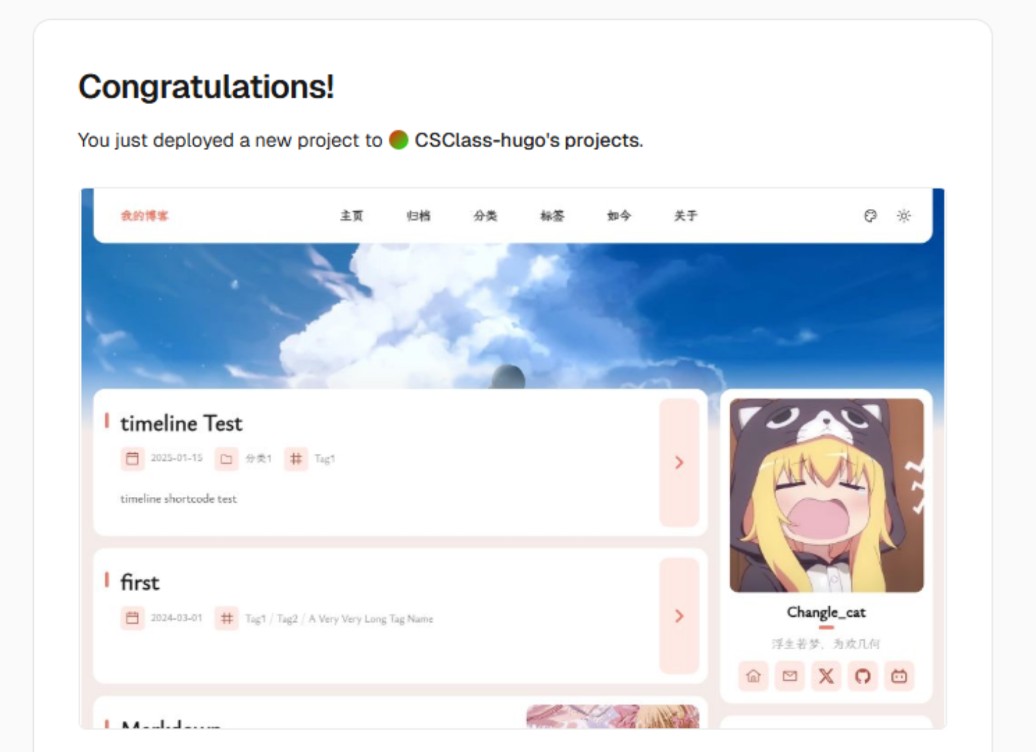 Congratulations!
You just deployed a new project to CSClass-hugo's projects.
我的博客 主页 归档 分类 标签 如今 关于
timeline Test
2025-01-15 分类1 Tag1
timeline shortcode test
first
2024-03-01 Tag1 / Tag2 / A Very Very Long Tag Name
Changle_cat
浮生若梦，为欢几何
Markdown